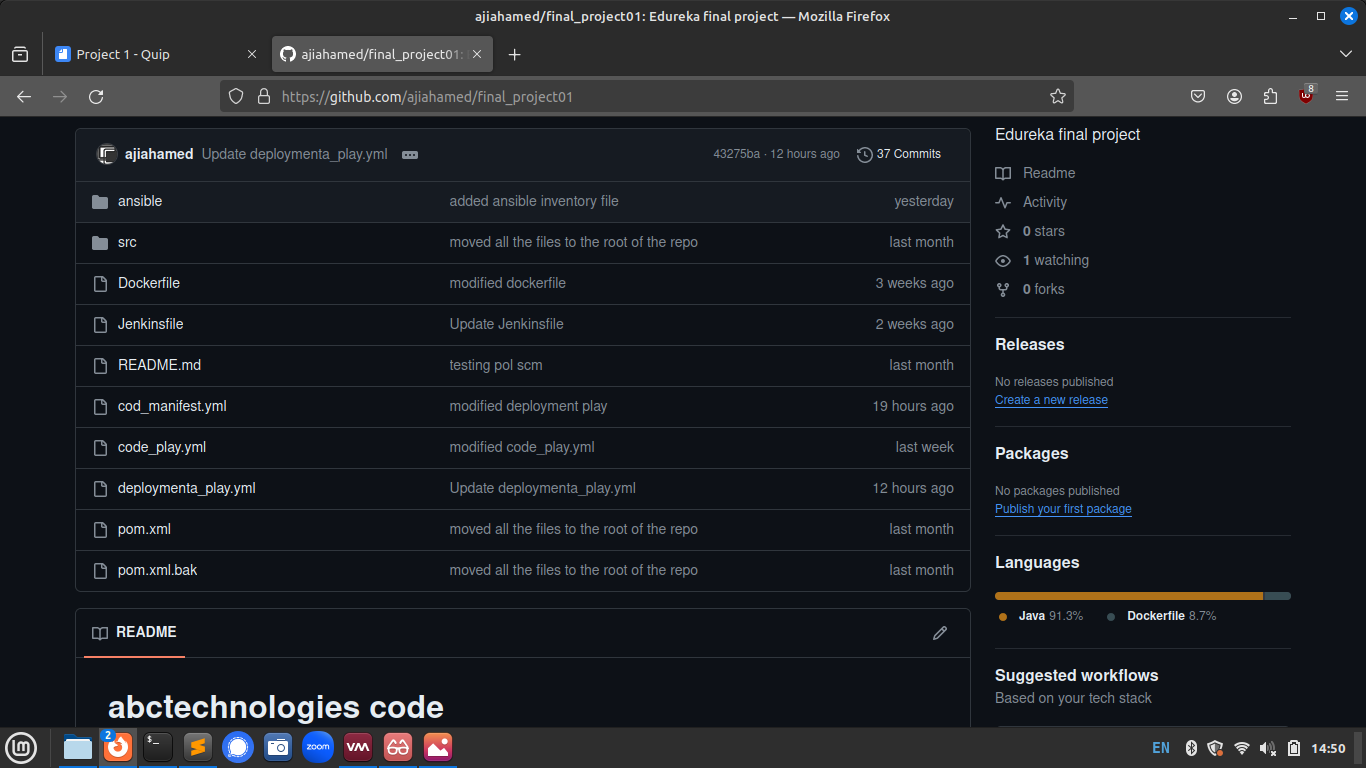 ajiahamed/final_project01: Edureka final project — Mozilla Firefox
Project 1 - Quip
ajiahamed/final_project01:
https://github.com/ajiahamed/final_project01
8
ajiahamed Update deploymenta_play.yml 43275ba · 12 hours ago 37 Commits
ansible added ansible inventory file yesterday
src moved all the files to the root of the repo last month
Dockerfile modified dockerfile 3 weeks ago
Jenkinsfile Update Jenkinsfile 2 weeks ago
README.md testing pol scm last month
cod_manifest.yml modified deployment play 19 hours ago
code_play.yml modified code_play.yml last week
deploymenta_play.yml Update deploymenta_play.yml 12 hours ago
pom.xml moved all the files to the root of the repo last month
pom.xml.bak moved all the files to the root of the repo last month
README
abctechnologies code
Edureka final project
Readme
Activity
0 stars
1 watching
0 forks
Releases
No releases published
Create a new release
Packages
No packages published
Publish your first package
Languages
Java 91.3% Dockerfile 8.7%
Suggested workflows
Based on your tech stack
2
$_
zoom
EN
14:50